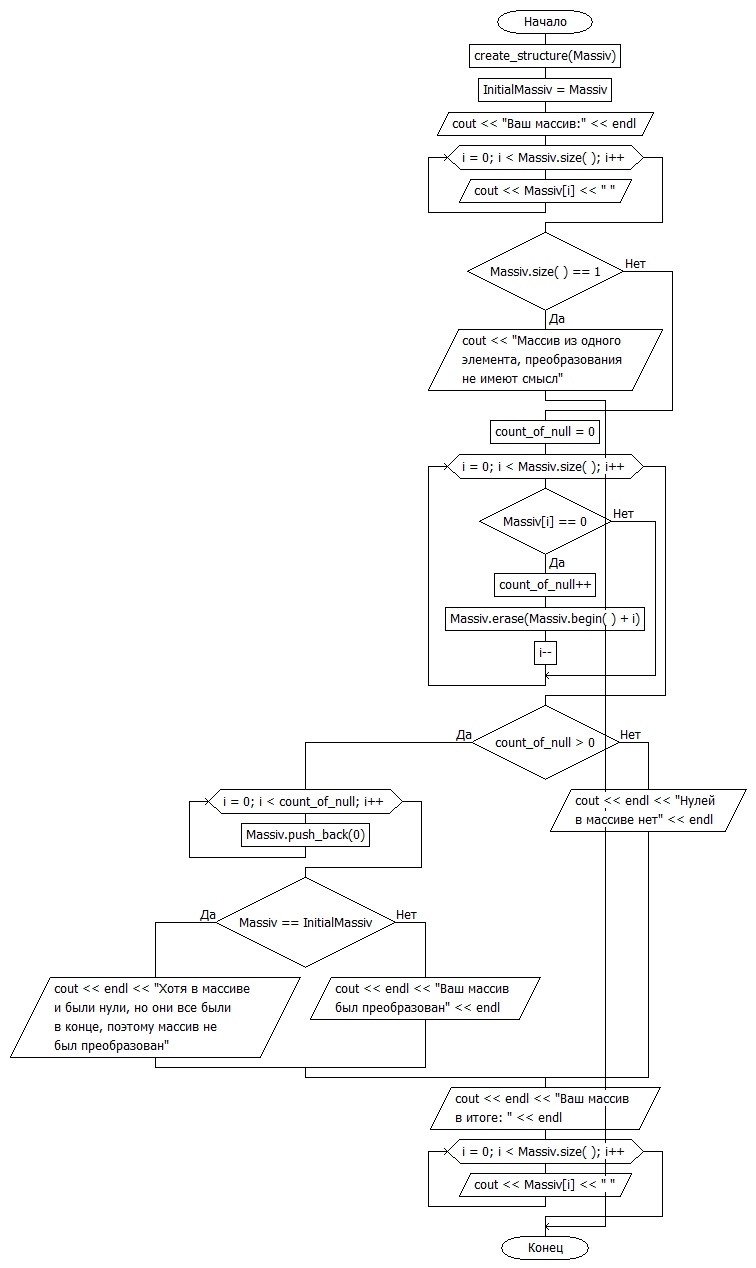 Начало
create_structure(Massiv)
InitialMassiv = Massiv
cout << "Ваш массив:" << endl
i = 0; i < Massiv.size( ); i++
cout << Massiv[i] << " "
Massiv.size( ) == 1
Нет
Да
cout << "Массив из одного
элемента, преобразования
не имеют смысл"
count_of_null = 0
i = 0; i < Massiv.size( ); i++
Massiv[i] == 0
Нет
Да
count_of_null++
Massiv.erase(Massiv.begin( ) + i)
i--
count_of_null > 0
Да
Нет
i = 0; i < count_of_null; i++
Massiv.push_back(0)
cout << endl << "Нулей
в массиве нет" << endl
Massiv == InitialMassiv
Да
Нет
cout << endl << "Хотя в массиве
и были нули, но они все были
в конце, поэтому массив не
был преобразован"
cout << endl << "Ваш массив
был преобразован" << endl
cout << endl << "Ваш массив
в итоге: " << endl
i = 0; i < Massiv.size( ); i++
cout << Massiv[i] << " "
Конец